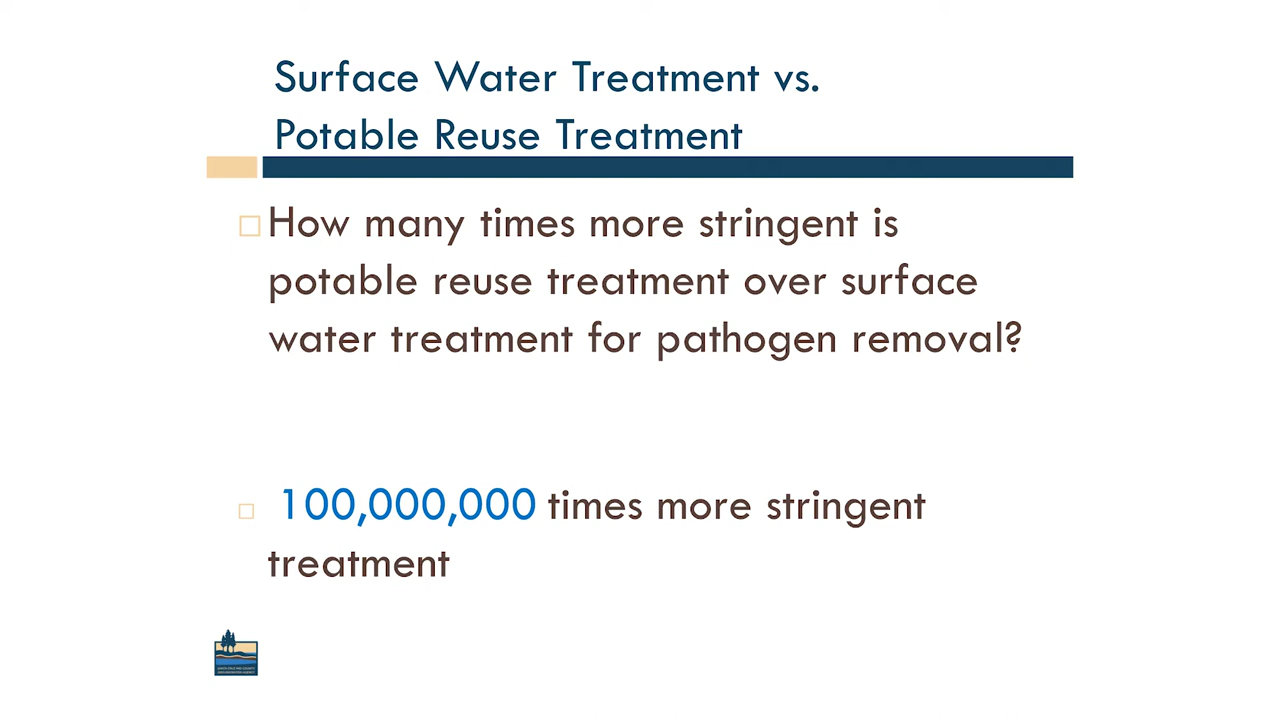 Surface Water Treatment vs.
Potable Reuse Treatment
How many times more stringent is
potable reuse treatment over surface
water treatment for pathogen removal?
100,000,000 times more stringent
treatment